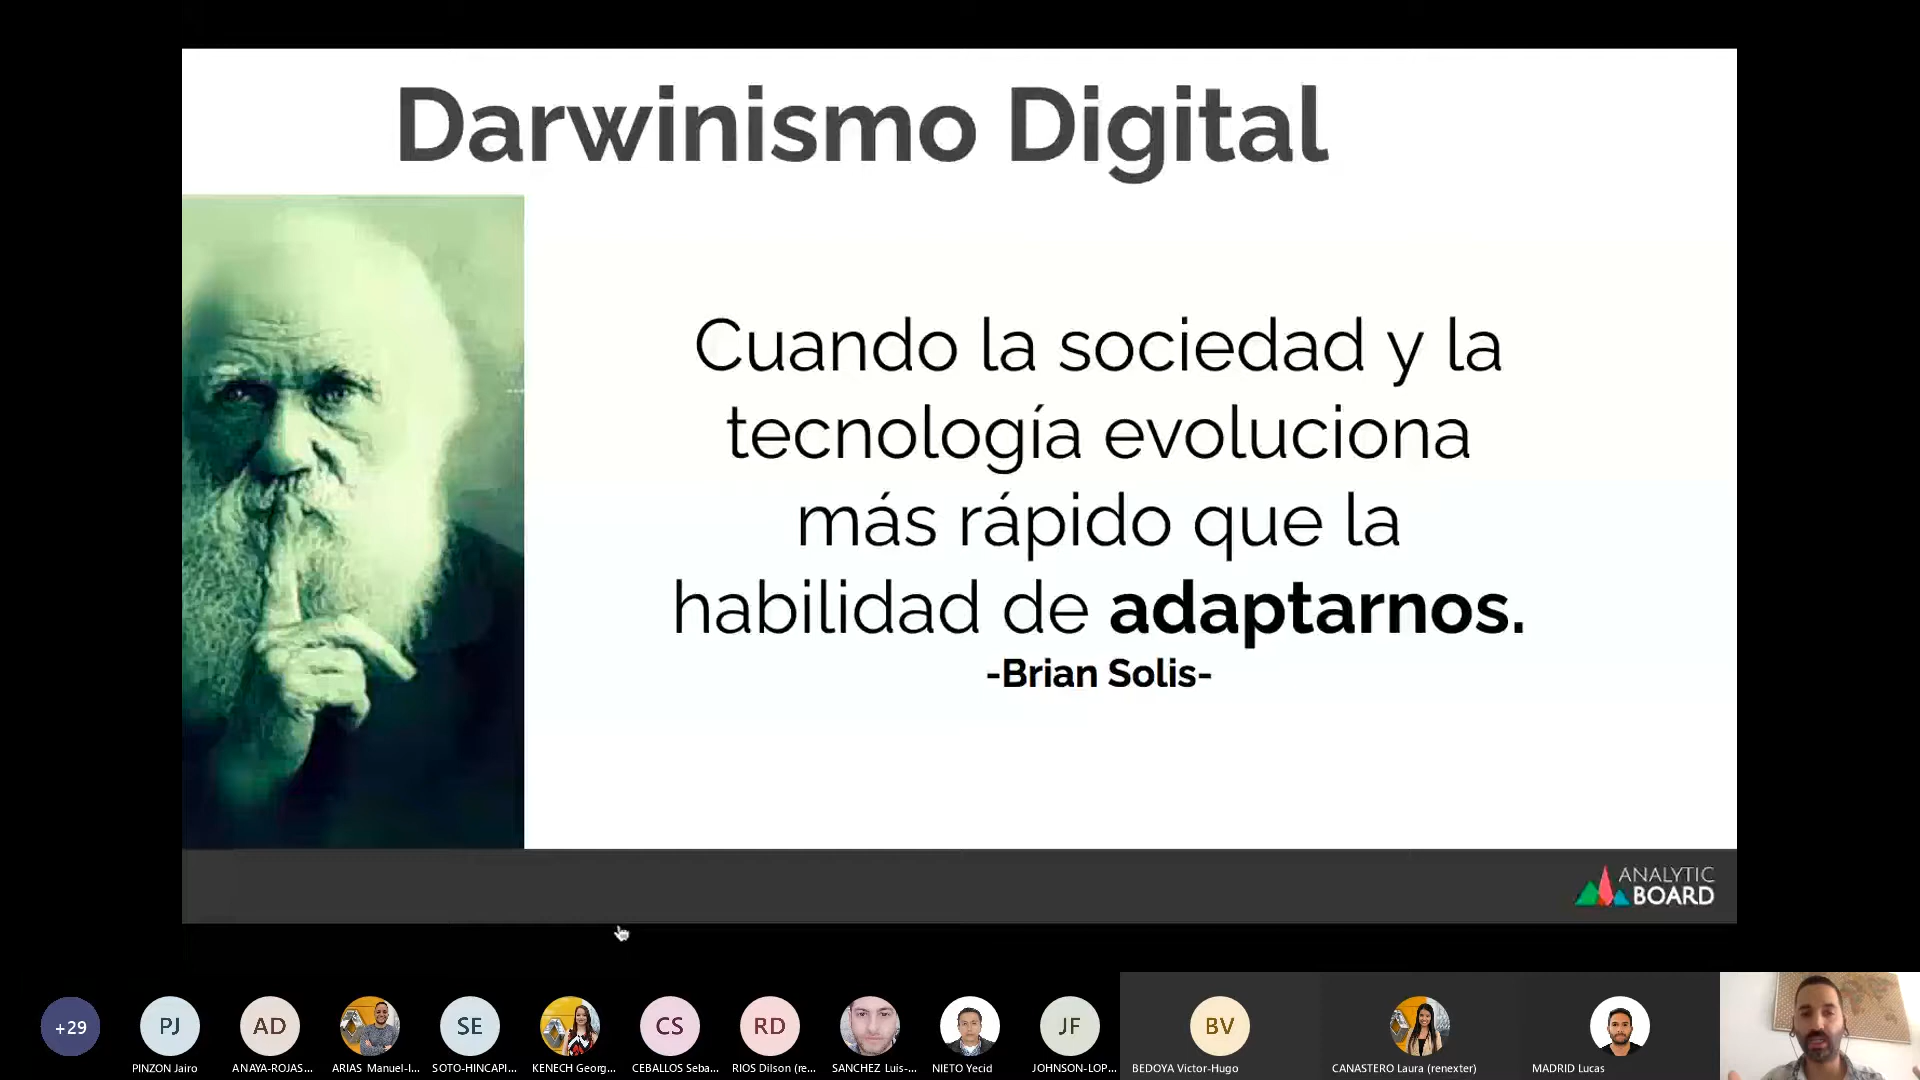 Darwinismo Digital
Cuando la sociedad y la
tecnología evoluciona
más rápido que la
habilidad de adaptarnos.
-Brian Solis-
ANALYTIC
BOARD
+29
PJ
AD
SE
CS
RD
JF
BV
PINZON Jairo
ANAYA-ROJAS...
ARIAS Manuel-I...
SOTO-HINCAPI...
KENECH Georg...
CEBALLOS Seba...
RIOS Dilson (re...
SANCHEZ Luis-...
NIETO Yecid
JOHNSON-LOP...
BEDOYA Victor-Hugo
CANASTERO Laura (renexter)
MADRID Lucas